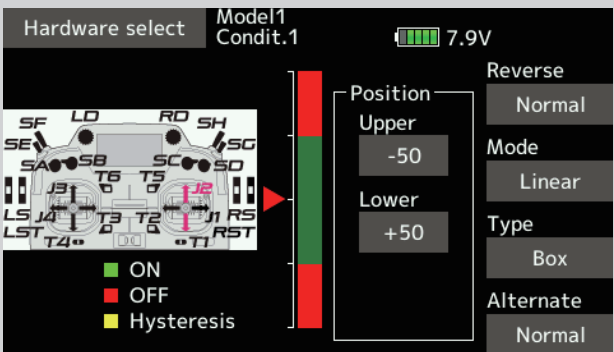 Hardware select
Model1
Condit.1
7.9V
SF
LD
RD
SH
SE
SG
SA
SB
SC
SD
T6
T5
J3
J2
LS
J4
T3
T2
J1
RS
LST
T4
T1
RST
ON
OFF
Hysteresis
Position
Upper
-50
Lower
+50
Reverse
Normal
Mode
Linear
Type
Box
Alternate
Normal